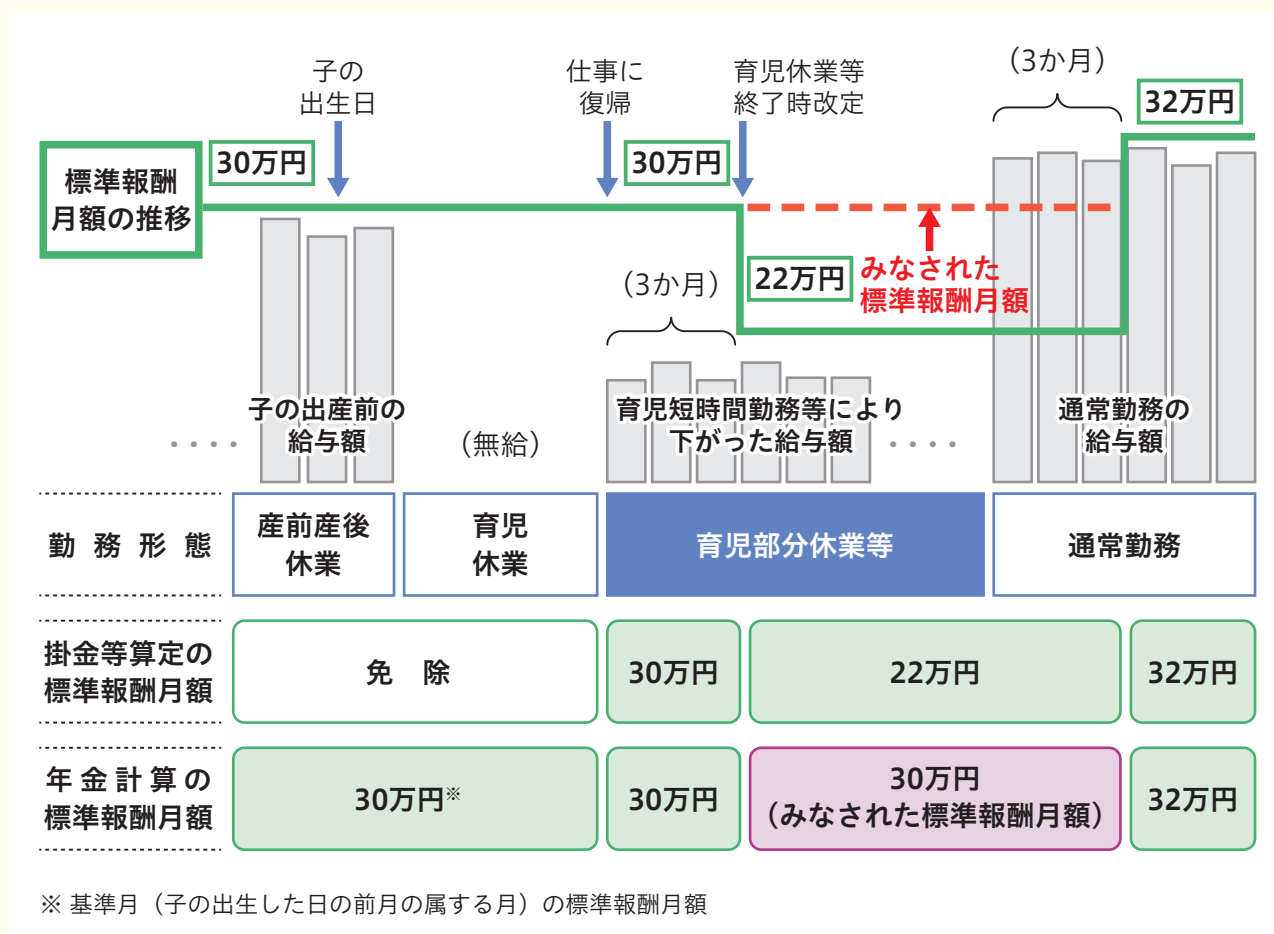 子の
出生日
仕事に
復帰
育児休業等
終了時改定
(3か月)
32万円
標準報酬
月額の推移
30万円
30万円
22万円
みなされた
標準報酬月額
(3か月)
子の出産前の
給与額
(無給)
育児短時間勤務等により
下がった給与額
通常勤務の
給与額
勤務形態
産前産後
休業
育児
休業
育児部分休業等
通常勤務
掛金等算定の
標準報酬月額
免 除
30万円
22万円
32万円
年金計算の
標準報酬月額
30万円※
30万円
30万円
(みなされた標準報酬月額)
32万円
※ 基準月(子の出生した日の前月の属する月)の標準報酬月額